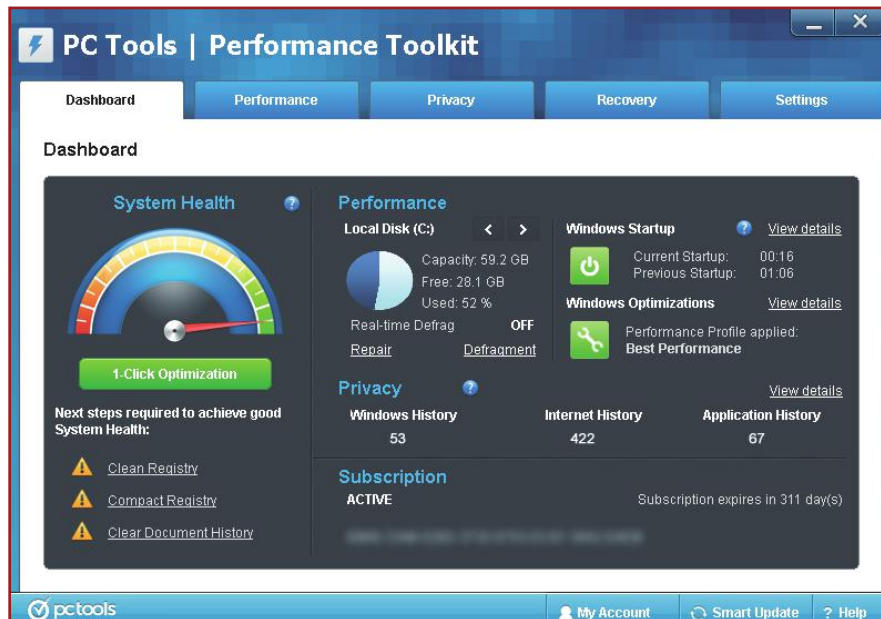 PC Tools | Performance Toolkit
Dashboard Performance Privacy Recovery Settings
Dashboard
System Health ?
1-Click Optimization
Next steps required to achieve good
System Health:
Clean Registry
Compact Registry
Clear Document History
Performance
Local Disk (C:) < >
Capacity: 59.2 GB
Free: 28.1 GB
Used: 52 %
Real-time Defrag OFF
Repair Defragment
Windows Startup ? View details
Current Startup: 00:16
Previous Startup: 01:06
Windows Optimizations View details
Performance Profile applied:
Best Performance
Privacy ? View details
Windows History Internet History Application History
53 422 67
Subscription
ACTIVE Subscription expires in 311 day(s)
pctools My Account Smart Update ? Help